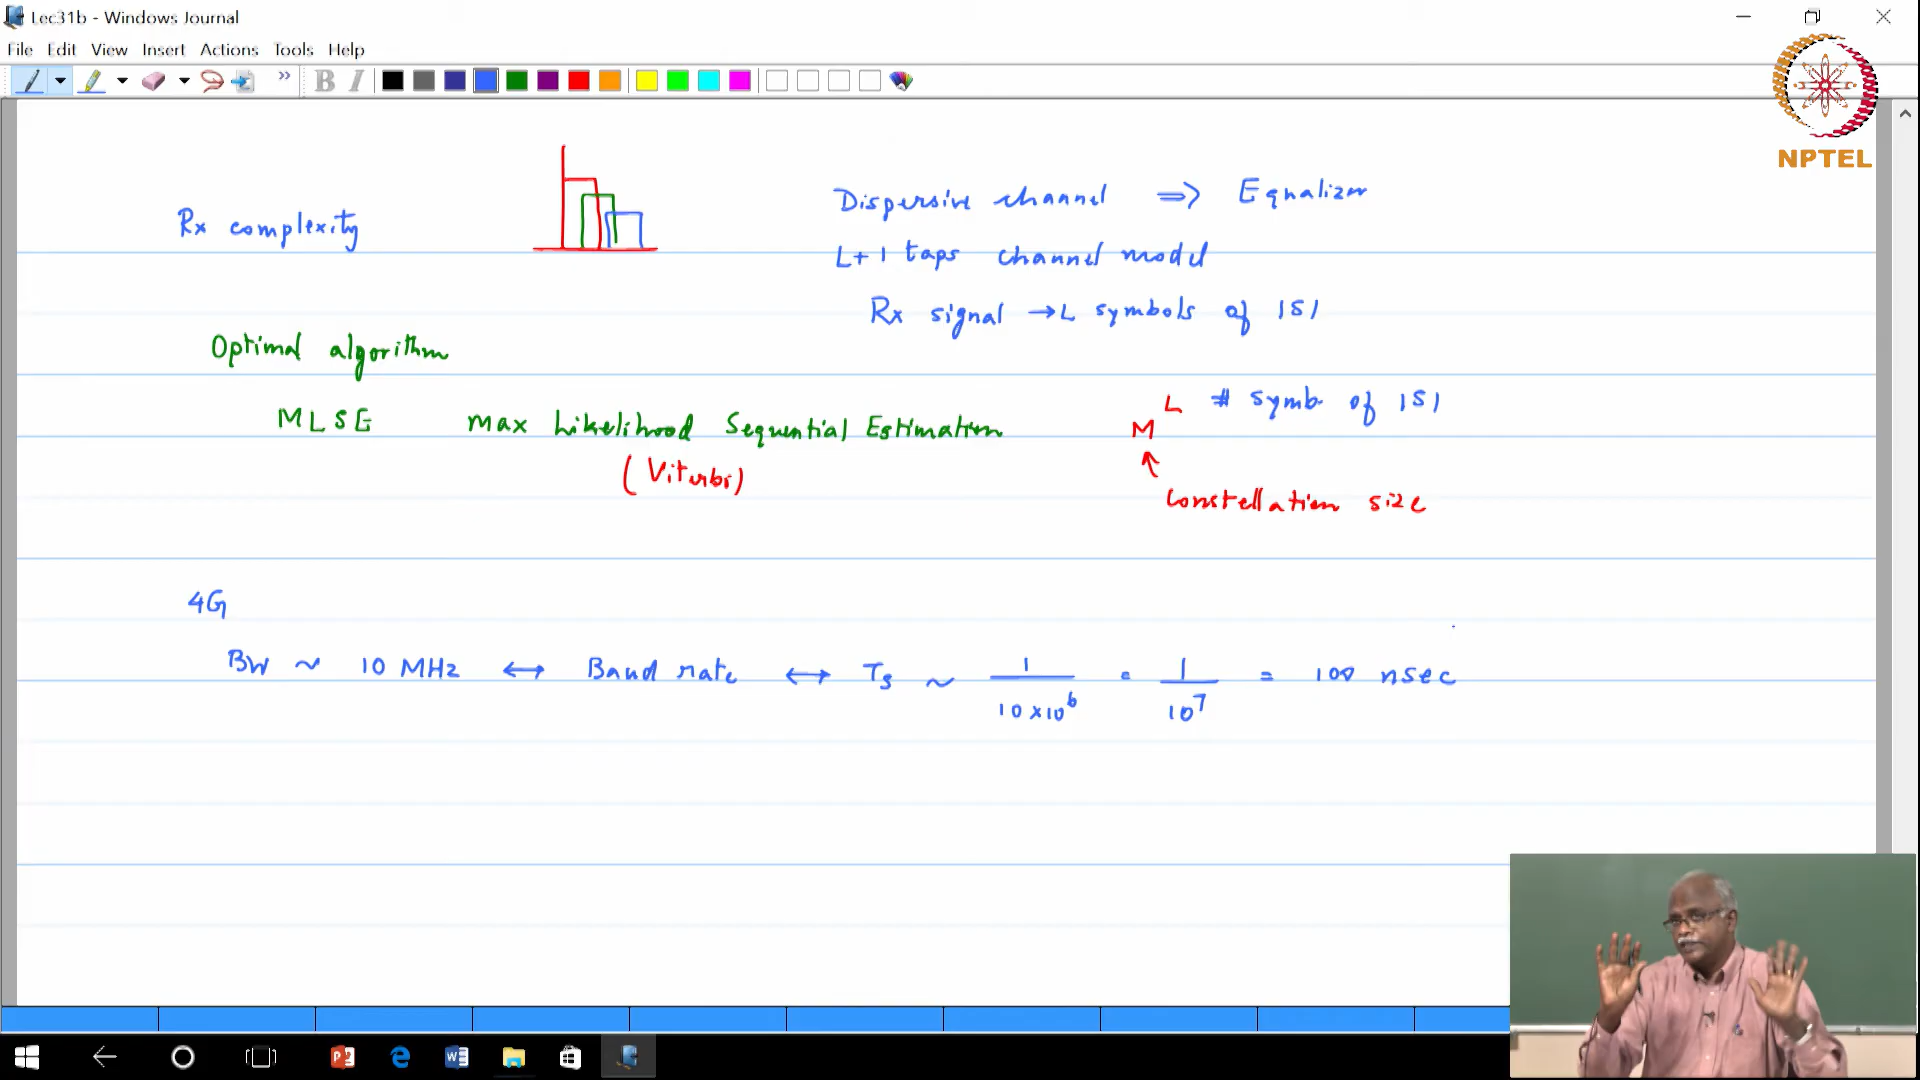 Lec31b - Windows Journal
File Edit View Insert Actions Tools Help
NPTEL
Rx complexity
Dispersive channel ⇒ Equalizer
L+1 taps channel model
Rx signal → L symbols of ISI
Optimal algorithm
MLSE max Likelihood Sequential Estimation
(Viterbi)
M^L # symb of ISI
↑
Constellation size
4G
BW ~ 10 MHz ↔ Baud rate ↔ Ts ~ 1/(10×10^6) = 1/10^7 = 100 nsec